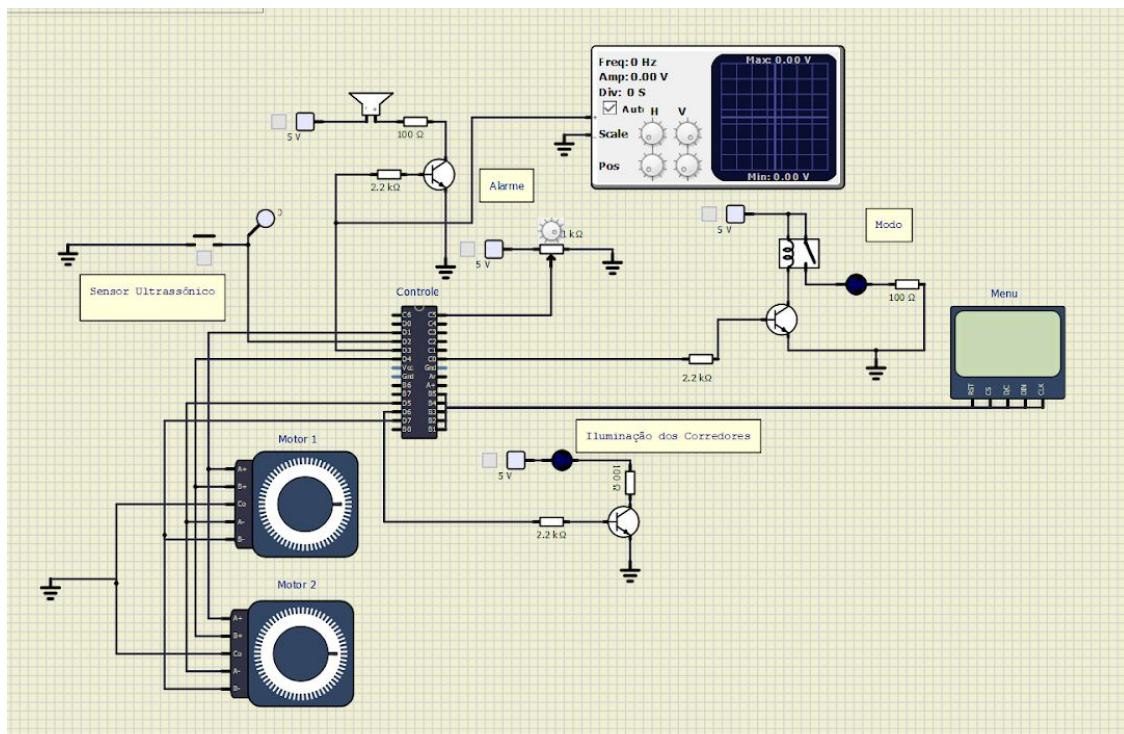 Freq: 0 Hz
Amp: 0.00 V
Div: 0 S
Auto
H
V
Scale
Pos
Max: 0.00 V
Min: 0.00 V
5 V
100 Ω
2.2 kΩ
Alarme
5 V
1 kΩ
5 V
Modo
100 Ω
2.2 kΩ
Sensor Ultrassônico
Controle
C6 C5
D0 C4
D1 C3
D2 C2
D3 C1
D4 C0
Vcc Gnd
Gnd Ar
B6 A+
B7 B5
D5 B4
D6 B3
D7 B2
B0 B1
Menu
RST
CS
D/C
DIN
CLK
Iluminação dos Corredores
5 V
100 Ω
2.2 kΩ
Motor 1
A+
B+
Co
A-
B-
Motor 2
A+
B+
Co
A-
B-